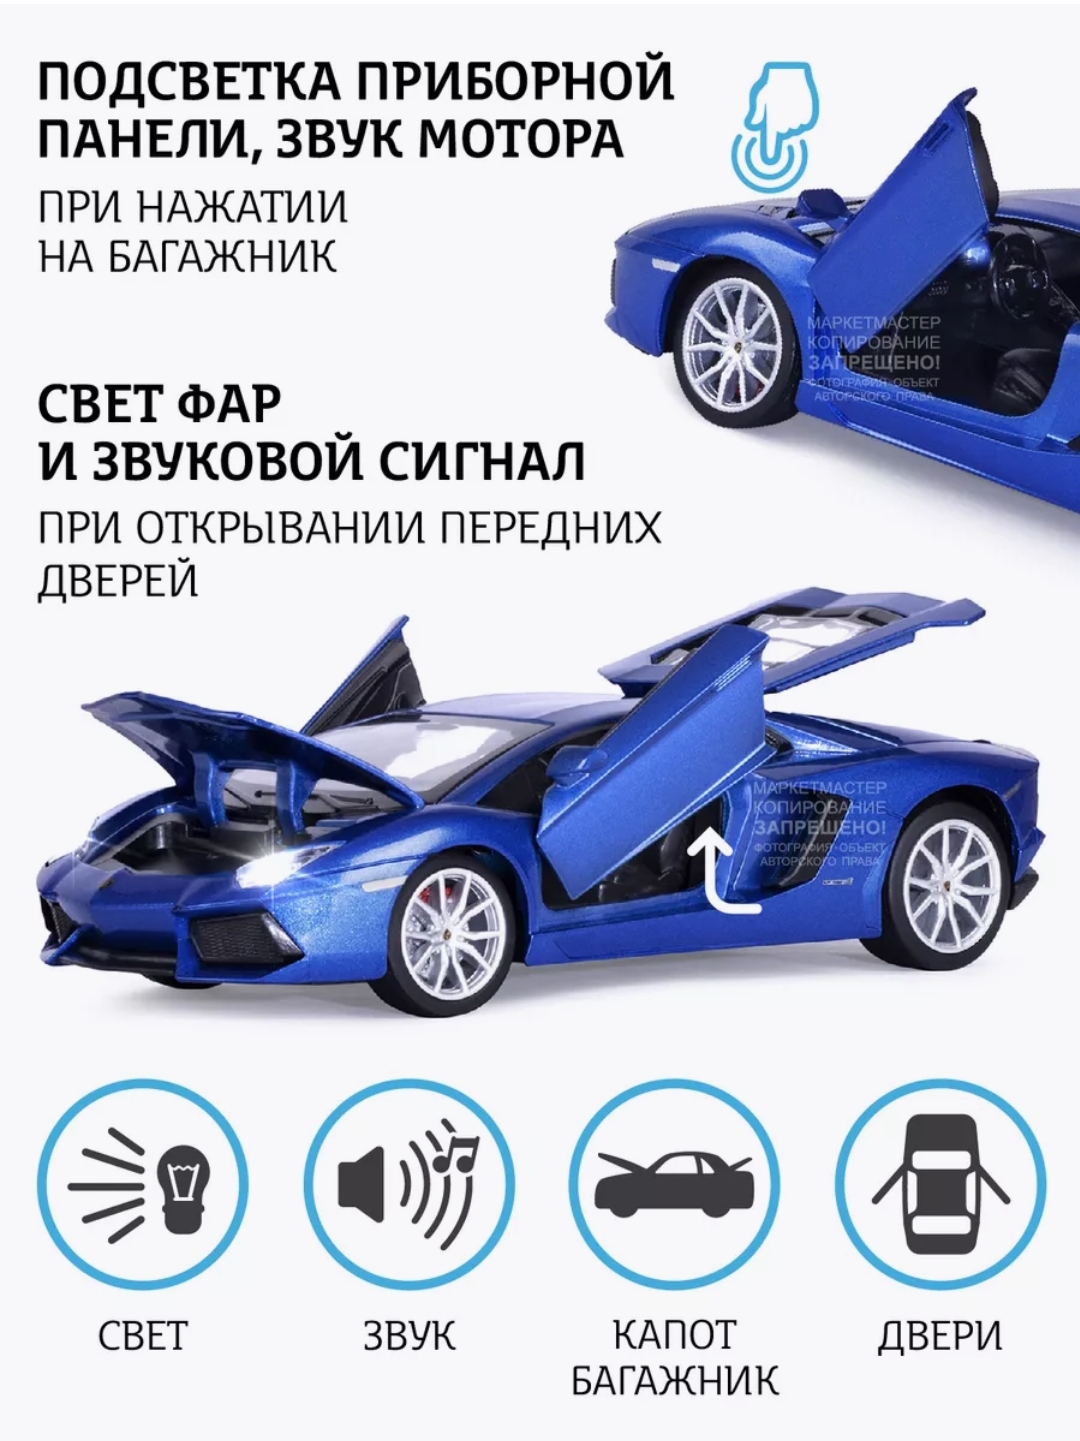 ПОДСВЕТКА ПРИБОРНОЙ
ПАНЕЛИ, ЗВУК МОТОРА
ПРИ НАЖАТИИ
НА БАГАЖНИК
МАРКЕТМАСТЕР
КОПИРОВАНИЕ
ЗАПРЕЩЕНО!
ФОТОГРАФИЯ-ОБЪЕКТ
АВТОРСКОГО ПРАВА
СВЕТ ФАР
И ЗВУКОВОЙ СИГНАЛ
ПРИ ОТКРЫВАНИИ ПЕРЕДНИХ
ДВЕРЕЙ
МАРКЕТМАСТЕР
КОПИРОВАНИЕ
ЗАПРЕЩЕНО!
ФОТОГРАФИЯ-ОБЪЕКТ
АВТОРСКОГО ПРАВА
СВЕТ
ЗВУК
КАПОТ
БАГАЖНИК
ДВЕРИ